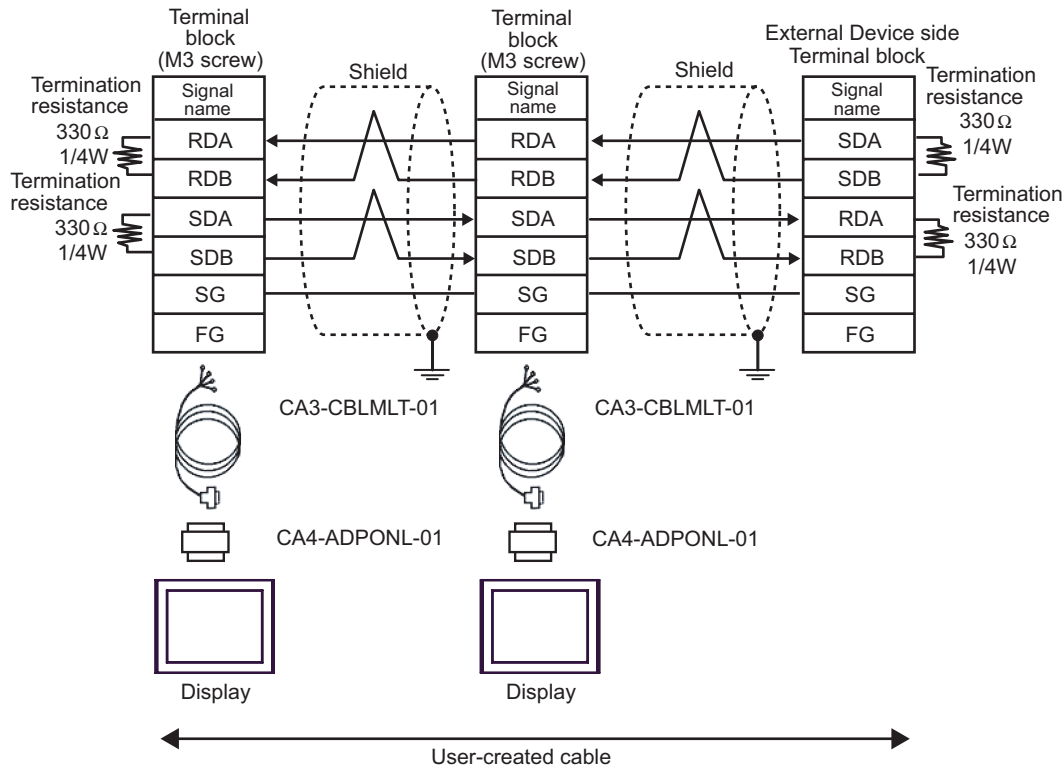 Terminal
block
(M3 screw)
Terminal
block
(M3 screw)
External Device side
Terminal block
Termination
resistance
330Ω
1/4W
Termination
resistance
330Ω
1/4W
Signal
name
RDA
RDB
SDA
SDB
SG
FG
Shield
Signal
name
RDA
RDB
SDA
SDB
SG
FG
Shield
Signal
name
SDA
SDB
RDA
RDB
SG
FG
Termination
resistance
330Ω
1/4W
Termination
resistance
330Ω
1/4W
CA3-CBLMLT-01
CA3-CBLMLT-01
CA4-ADPONL-01
CA4-ADPONL-01
Display
Display
User-created cable